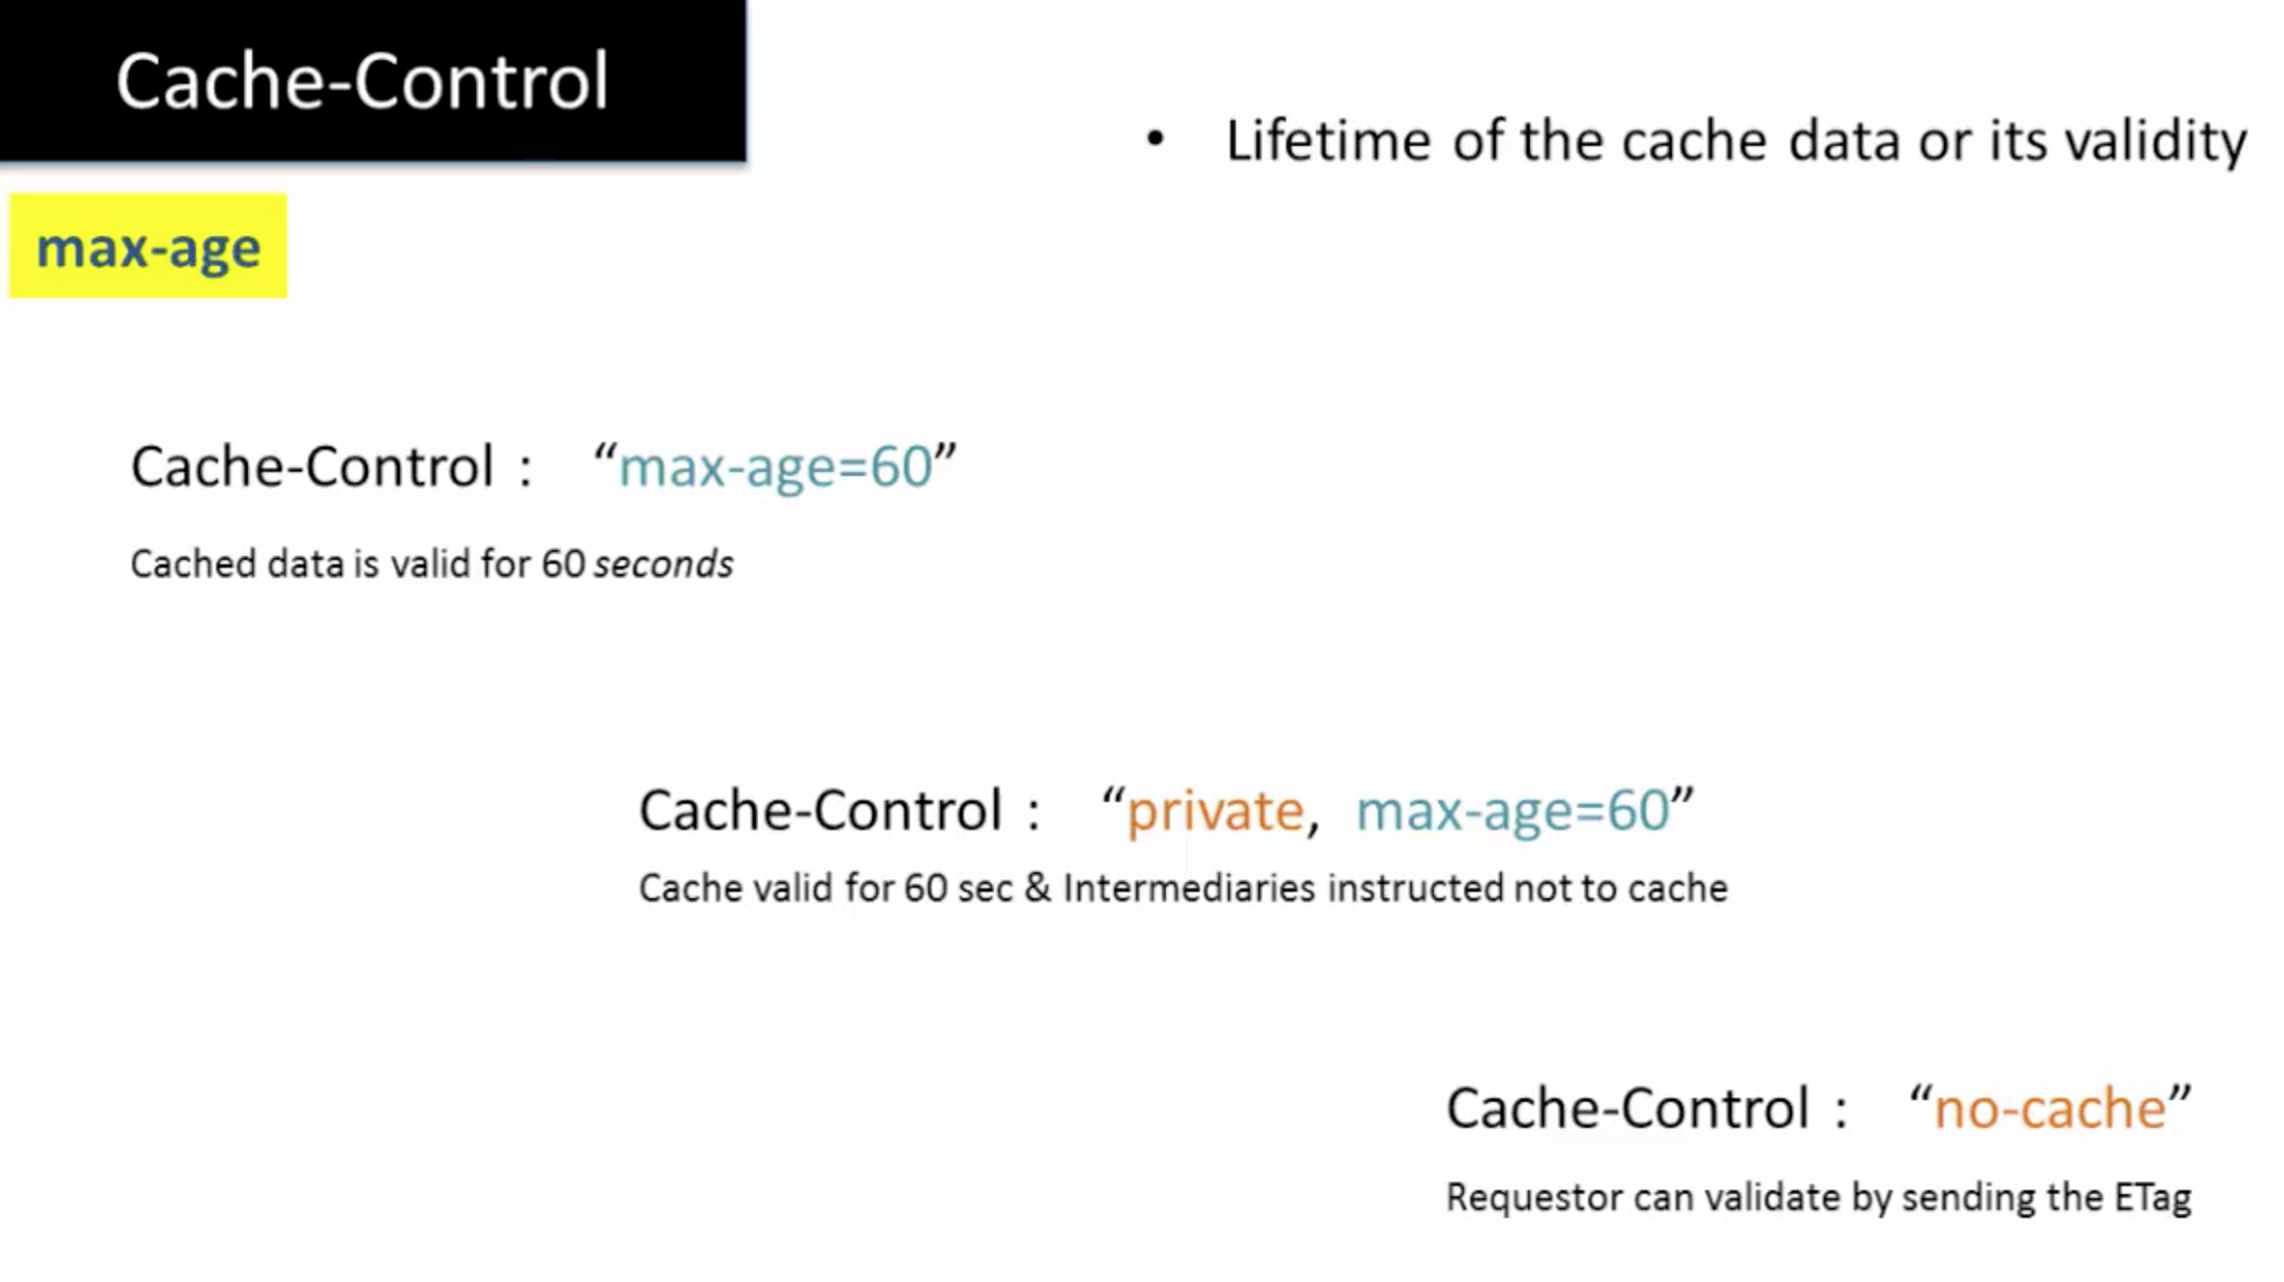 Cache-Control
• Lifetime of the cache data or its validity
max-age
Cache-Control : “max-age=60”
Cached data is valid for 60 seconds
Cache-Control : “private, max-age=60”
Cache valid for 60 sec & Intermediaries instructed not to cache
Cache-Control : “no-cache”
Requestor can validate by sending the ETag